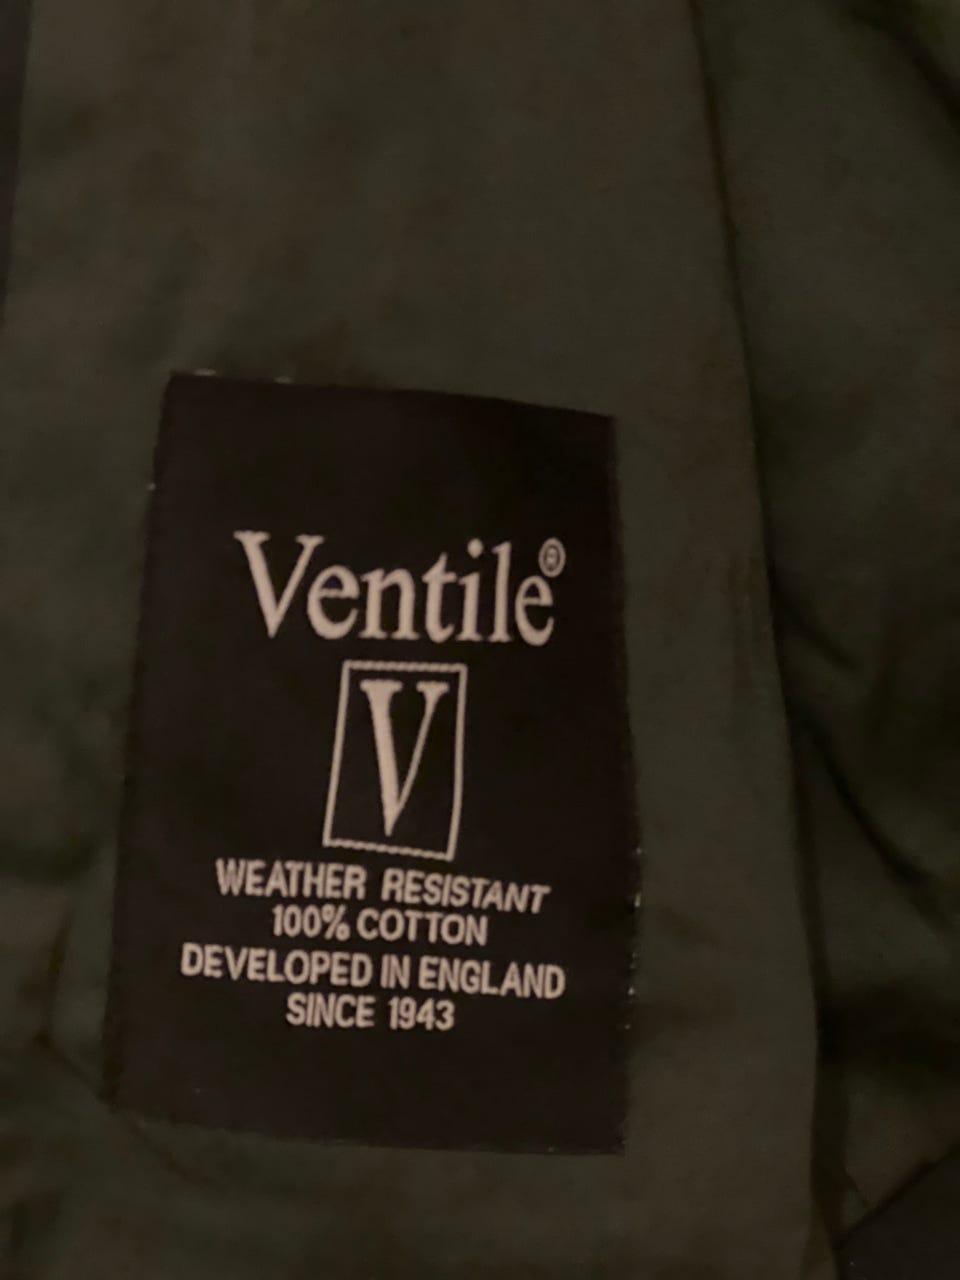 Ventile®
V
WEATHER RESISTANT
100% COTTON
DEVELOPED IN ENGLAND
SINCE 1943